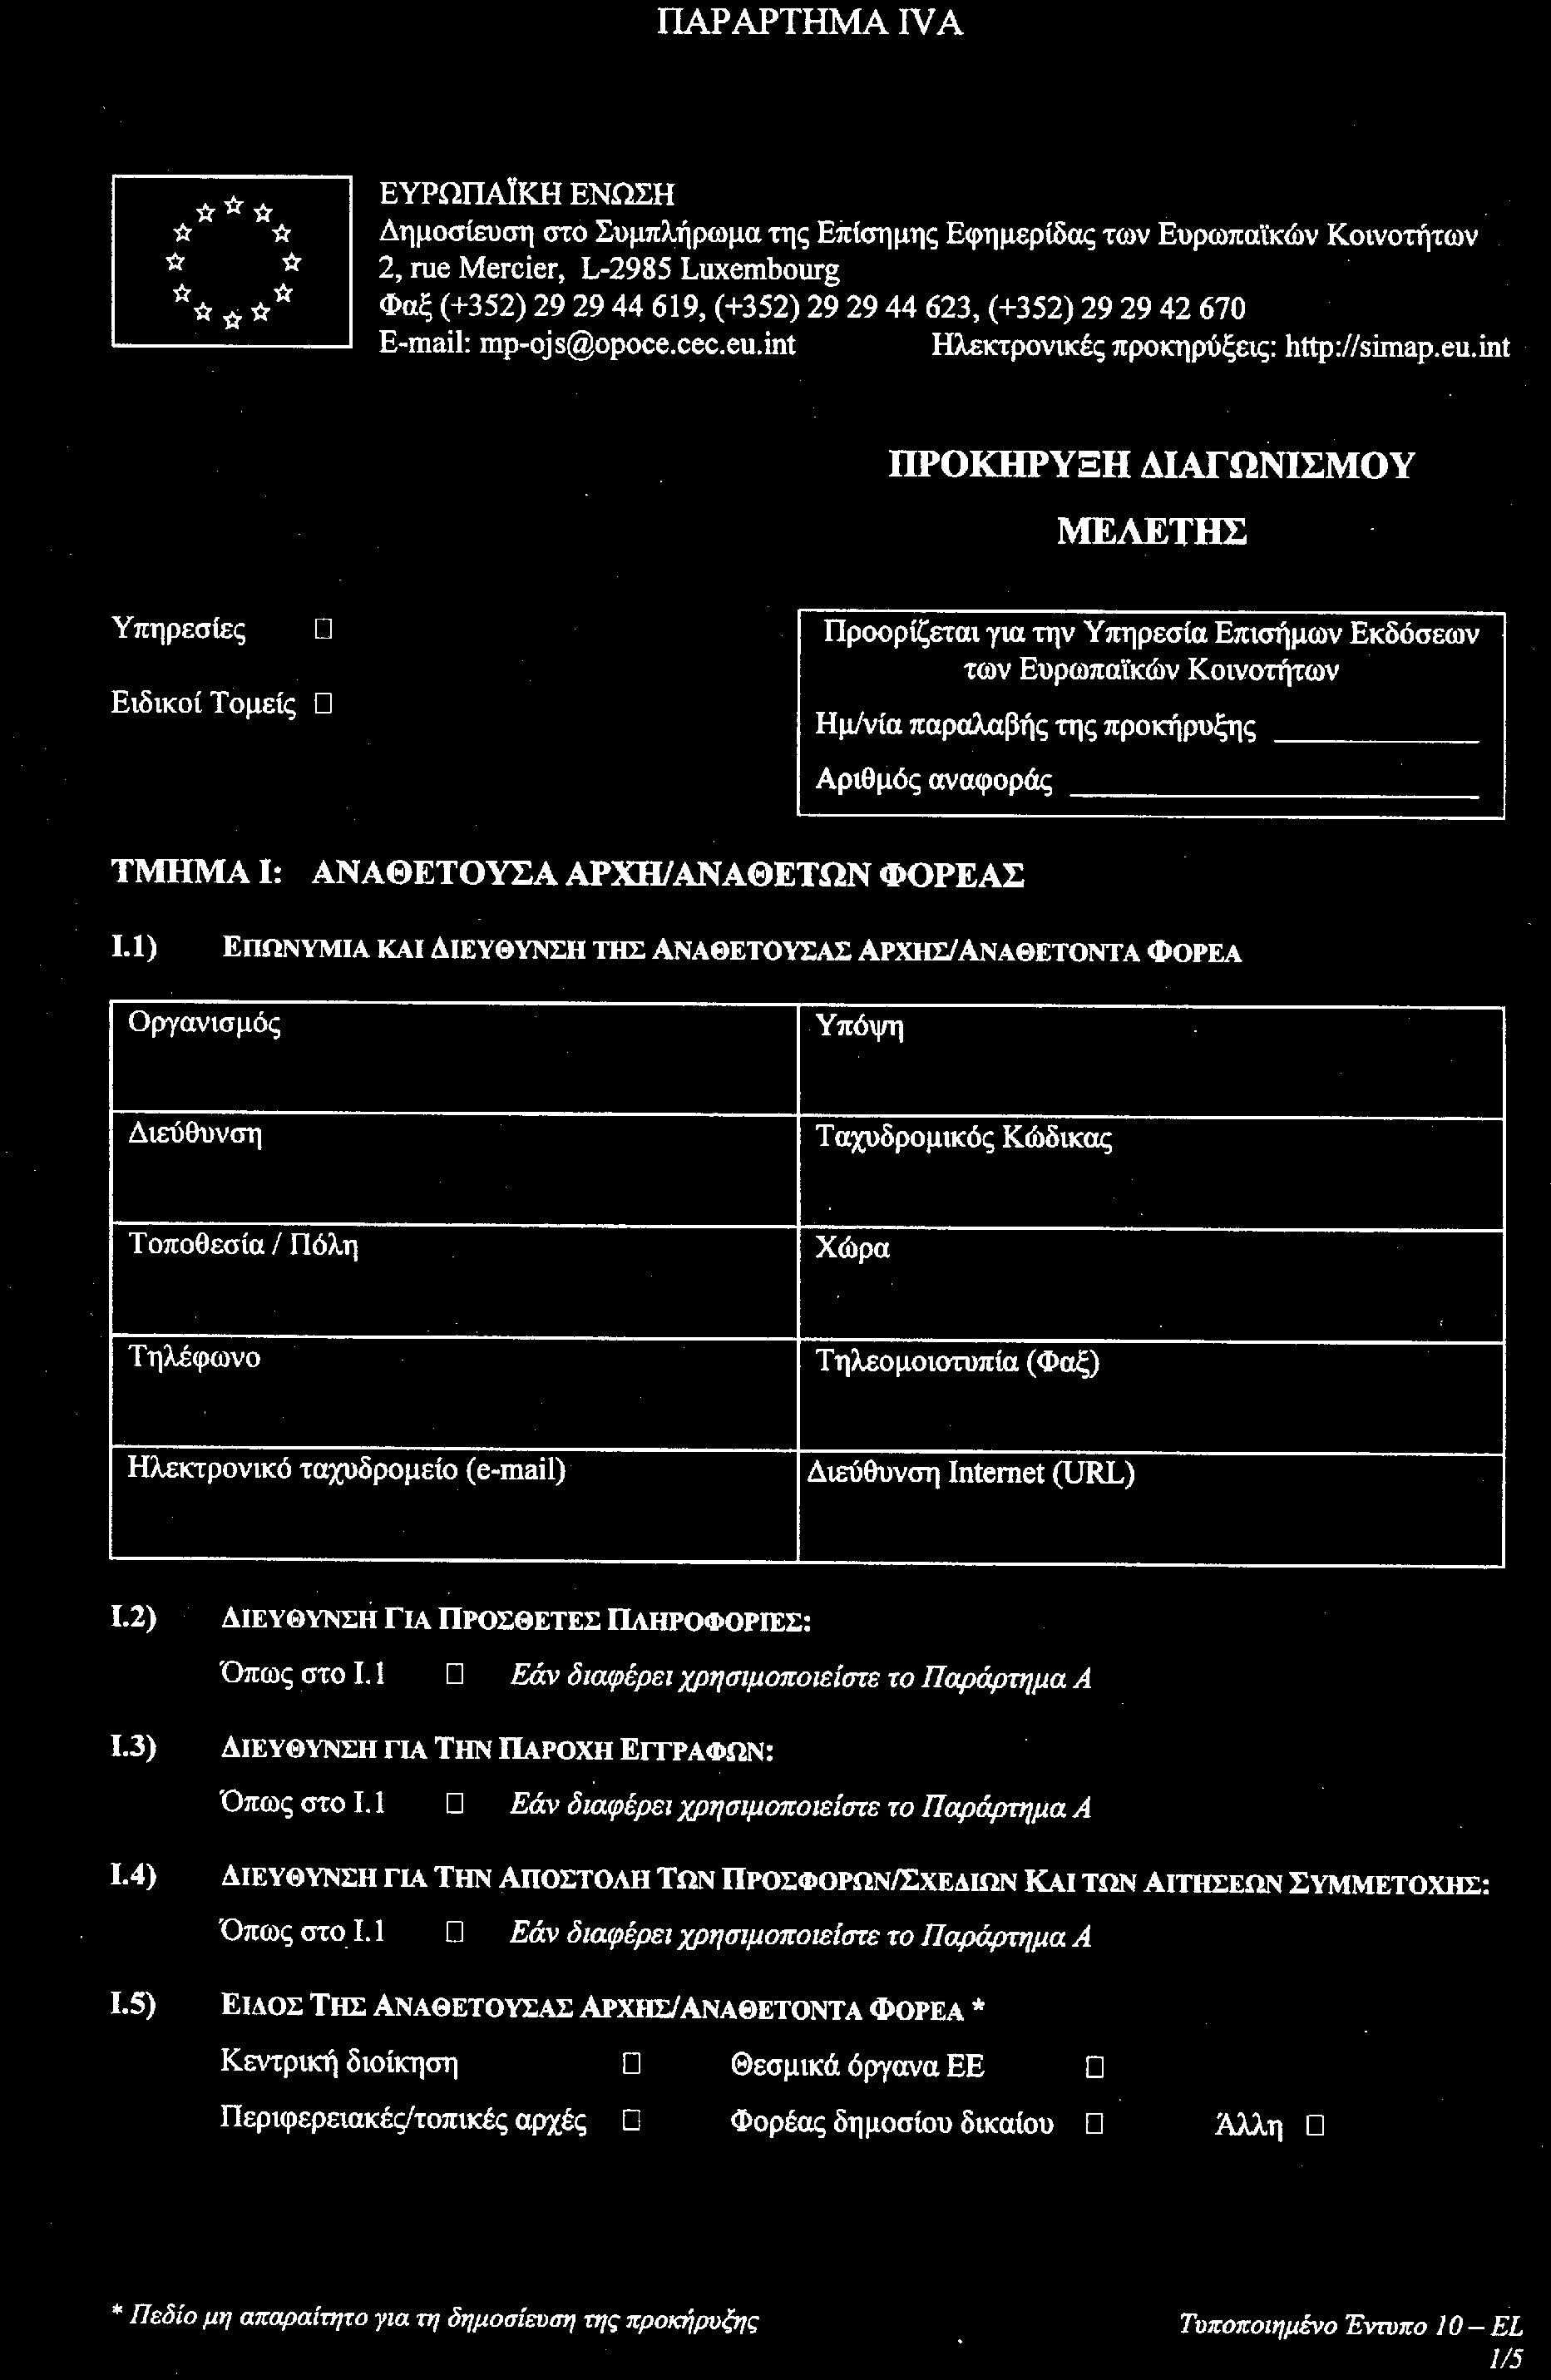 ΠΑΡΑΡΤΗΜΑ IVA
ΕΥΡΩΠΑΪΚΗ ΕΝΩΣΗ
Δημοσίευση στο Συμπλήρωμα της Επίσημης Εφημερίδας των Ευρωπαϊκών Κοινοτήτων
2, rue Mercier, L-2985 Luxembourg
Φαξ (+352) 29 29 44 619, (+352) 29 29 44 623, (+352) 29 29 42 670
E-mail: mp-ojs@opoce.cec.eu.int Ηλεκτρονικές προκηρύξεις: http://simap.eu.int
ΠΡΟΚΗΡΥΞΗ ΔΙΑΓΩΝΙΣΜΟΥ
ΜΕΛΕΤΗΣ
Υπηρεσίες □
Ειδικοί Τομείς □
Προορίζεται για την Υπηρεσία Επισήμων Εκδόσεων
των Ευρωπαϊκών Κοινοτήτων
Ημ/νία παραλαβής της προκήρυξης
Αριθμός αναφοράς
ΤΜΗΜΑ Ι: ΑΝΑΘΕΤΟΥΣΑ ΑΡΧΗ/ΑΝΑΘΕΤΩΝ ΦΟΡΕΑΣ
Ι.1) ΕΠΩΝΥΜΙΑ ΚΑΙ ΔΙΕΥΘΥΝΣΗ ΤΗΣ ΑΝΑΘΕΤΟΥΣΑΣ ΑΡΧΗΣ/ΑΝΑΘΕΤΟΝΤΑ ΦΟΡΕΑ
Οργανισμός
Υπόψη
Διεύθυνση
Ταχυδρομικός Κώδικας
Τοποθεσία / Πόλη
Χώρα
Τηλέφωνο
Τηλεομοιοτυπία (Φαξ)
Ηλεκτρονικό ταχυδρομείο (e-mail)
Διεύθυνση Internet (URL)
Ι.2) ΔΙΕΥΘΥΝΣΗ ΓΙΑ ΠΡΟΣΘΕΤΕΣ ΠΛΗΡΟΦΟΡΙΕΣ:
Όπως στο Ι.1 □ Εάν διαφέρει χρησιμοποιείστε το Παράρτημα Α
Ι.3) ΔΙΕΥΘΥΝΣΗ ΓΙΑ ΤΗΝ ΠΑΡΟΧΗ ΕΓΓΡΑΦΩΝ:
Όπως στο Ι.1 □ Εάν διαφέρει χρησιμοποιείστε το Παράρτημα Α
Ι.4) ΔΙΕΥΘΥΝΣΗ ΓΙΑ ΤΗΝ ΑΠΟΣΤΟΛΗ ΤΩΝ ΠΡΟΣΦΟΡΩΝ/ΣΧΕΔΙΩΝ ΚΑΙ ΤΩΝ ΑΙΤΗΣΕΩΝ ΣΥΜΜΕΤΟΧΗΣ:
Όπως στο Ι.1 □ Εάν διαφέρει χρησιμοποιείστε το Παράρτημα Α
Ι.5) ΕΙΔΟΣ ΤΗΣ ΑΝΑΘΕΤΟΥΣΑΣ ΑΡΧΗΣ/ΑΝΑΘΕΤΟΝΤΑ ΦΟΡΕΑ *
Κεντρική διοίκηση □ Θεσμικά όργανα ΕΕ □
Περιφερειακές/τοπικές αρχές □ Φορέας δημοσίου δικαίου □ Άλλη □
* Πεδίο μη απαραίτητο για τη δημοσίευση της προκήρυξης
Τυποποιημένο Έντυπο 10 – EL
1/5